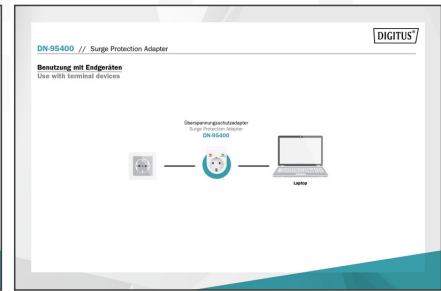 DIGITUS®
DN-95400 // Surge Protection Adapter
Benutzung mit Endgeräten
Use with terminal devices
Überspannungsschutzadapter
Surge Protection Adapter
DN-95400
Laptop